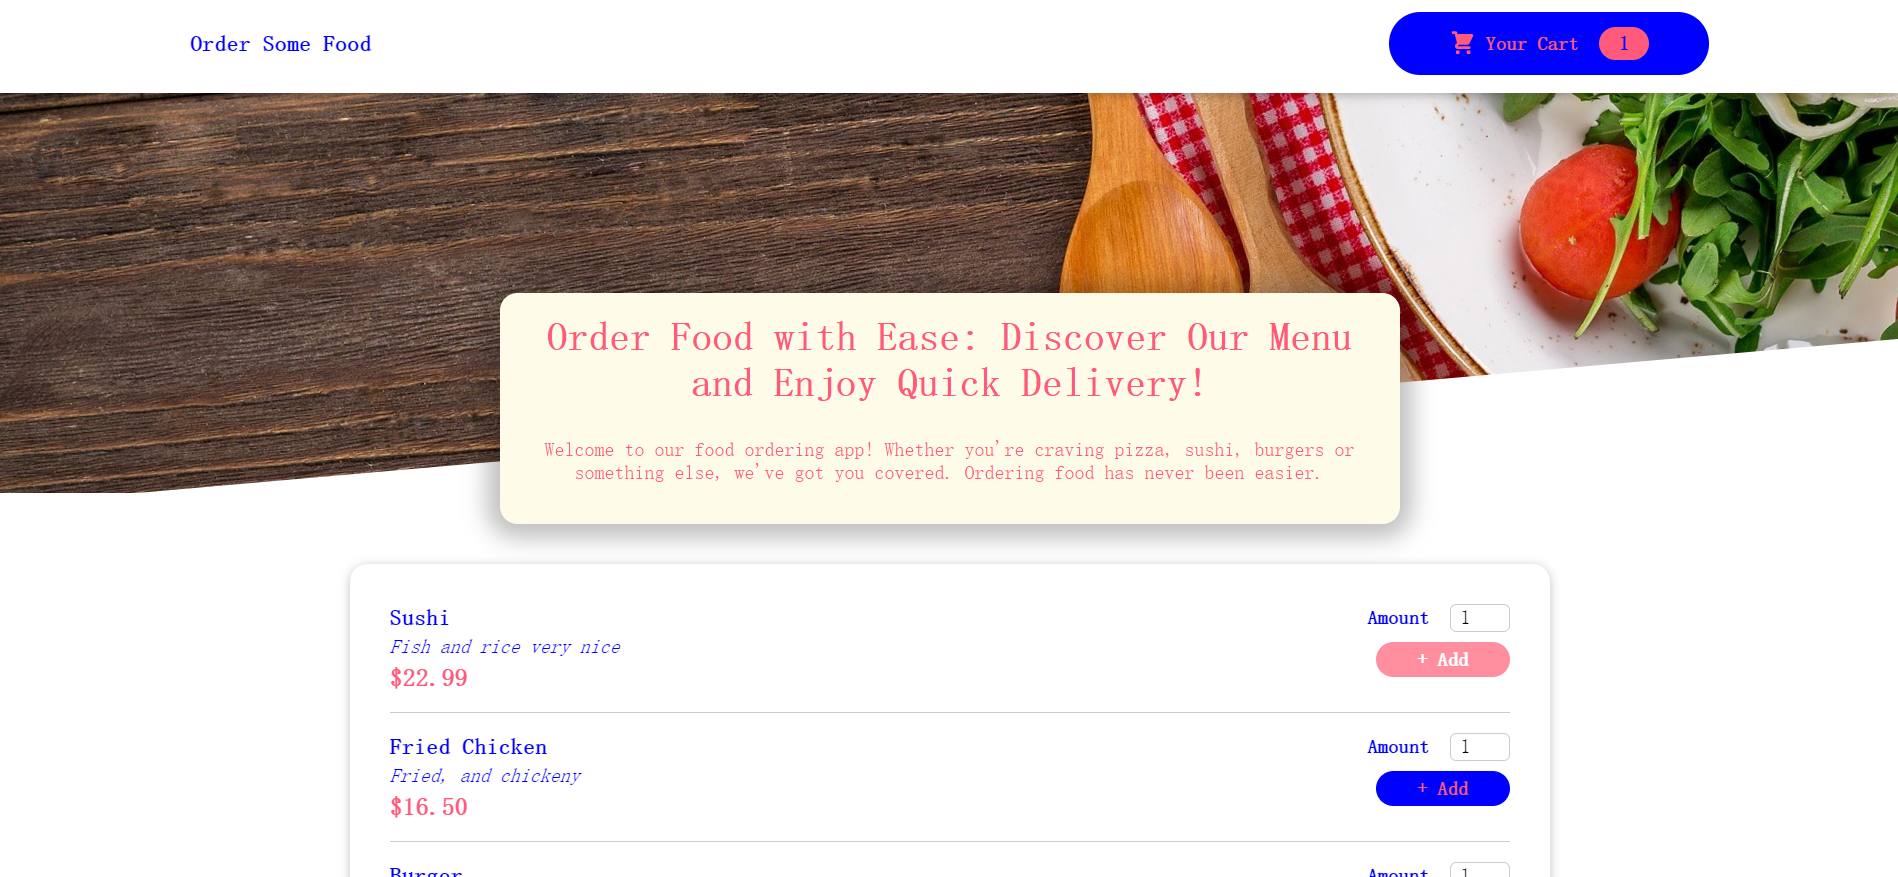 Order Some Food
Your Cart 1
Order Food with Ease: Discover Our Menu
and Enjoy Quick Delivery!
Welcome to our food ordering app! Whether you're craving pizza, sushi, burgers or
something else, we've got you covered. Ordering food has never been easier.
Sushi
Amount 1
Fish and rice very nice
+ Add
$22.99
Fried Chicken
Amount 1
Fried, and chickeny
+ Add
$16.50
Burger
Amount 1